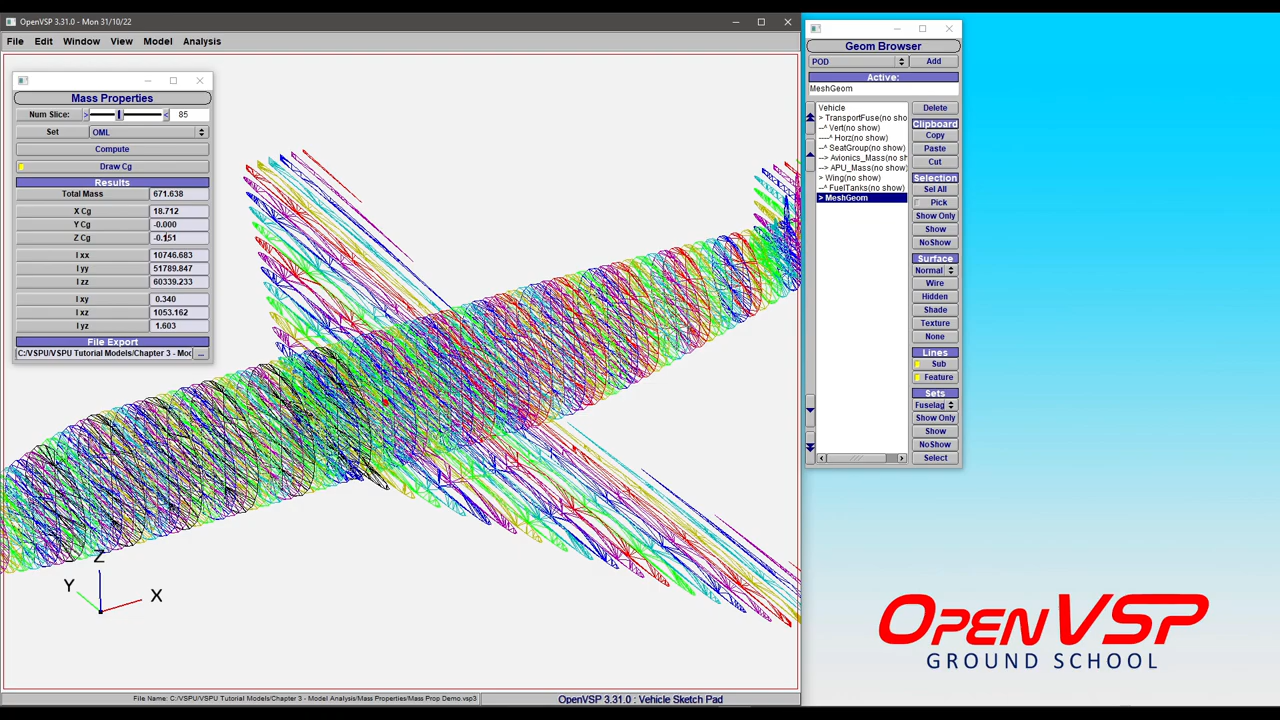 OpenVSP 3.31.0 - Mon 31/10/22
File Edit Window View Model Analysis
Mass Properties
Num Slice: > < 85
Set OML
Compute
Draw Cg
Results
Total Mass 671.638
X Cg 18.712
Y Cg -0.000
Z Cg -0.151
I xx 10746.683
I yy 51789.847
I zz 60339.233
I xy 0.340
I xz 1053.162
I yz 1.603
File Export
C:/VSPU/VSPU Tutorial Models/Chapter 3 - Mod ...
Z
Y
X
File Name: C:/VSPU/VSPU Tutorial Models/Chapter 3 - Model Analysis/Mass Properties/Mass Prop Demo.vsp3
OpenVSP 3.31.0 : Vehicle Sketch Pad
Geom Browser
POD Add
Active:
MeshGeom
Vehicle
> TransportFuse(no sho
--^ Vert(no show)
----^ Horz(no show)
--^ SeatGroup(no show)
--> Avionics_Mass(no sh
--> APU_Mass(no show)
> Wing(no show)
--^ FuelTanks(no show)
> MeshGeom
Delete
Clipboard
Copy
Paste
Cut
Selection
Sel All
Pick
Show Only
Show
NoShow
Surface
Normal
Wire
Hidden
Shade
Texture
None
Lines
Sub
Feature
Sets
Fuselag
Show Only
Show
NoShow
Select
OPENVSP
GROUND SCHOOL